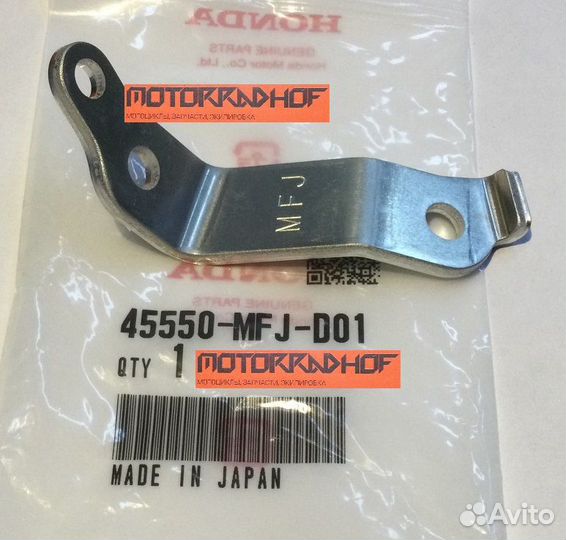 HONDA
GENUINE PARTS
Honda Motor Co., Ltd.
MOTORRADHOF
МОТОЦИКЛЫ, ЗАПЧАСТИ, ЭКИПИРОВКА
MFJ
HONDA
GENUINE PARTS
45550-MFJ-D01
QTY 1
MOTORRADHOF
МОТОЦИКЛЫ, ЗАПЧАСТИ, ЭКИПИРОВКА
MADE IN JAPAN
Avito